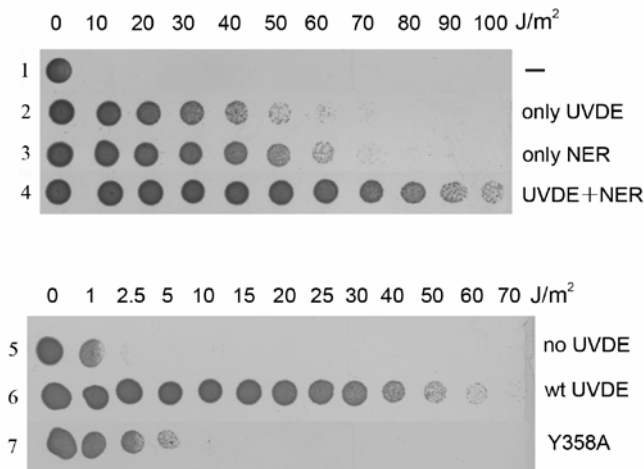 0 10 20 30 40 50 60 70 80 90 100 J/m²
1 —
2 only UVDE
3 only NER
4 UVDE+NER
0 1 2.5 5 10 15 20 25 30 40 50 60 70 J/m²
5 no UVDE
6 wt UVDE
7 Y358A